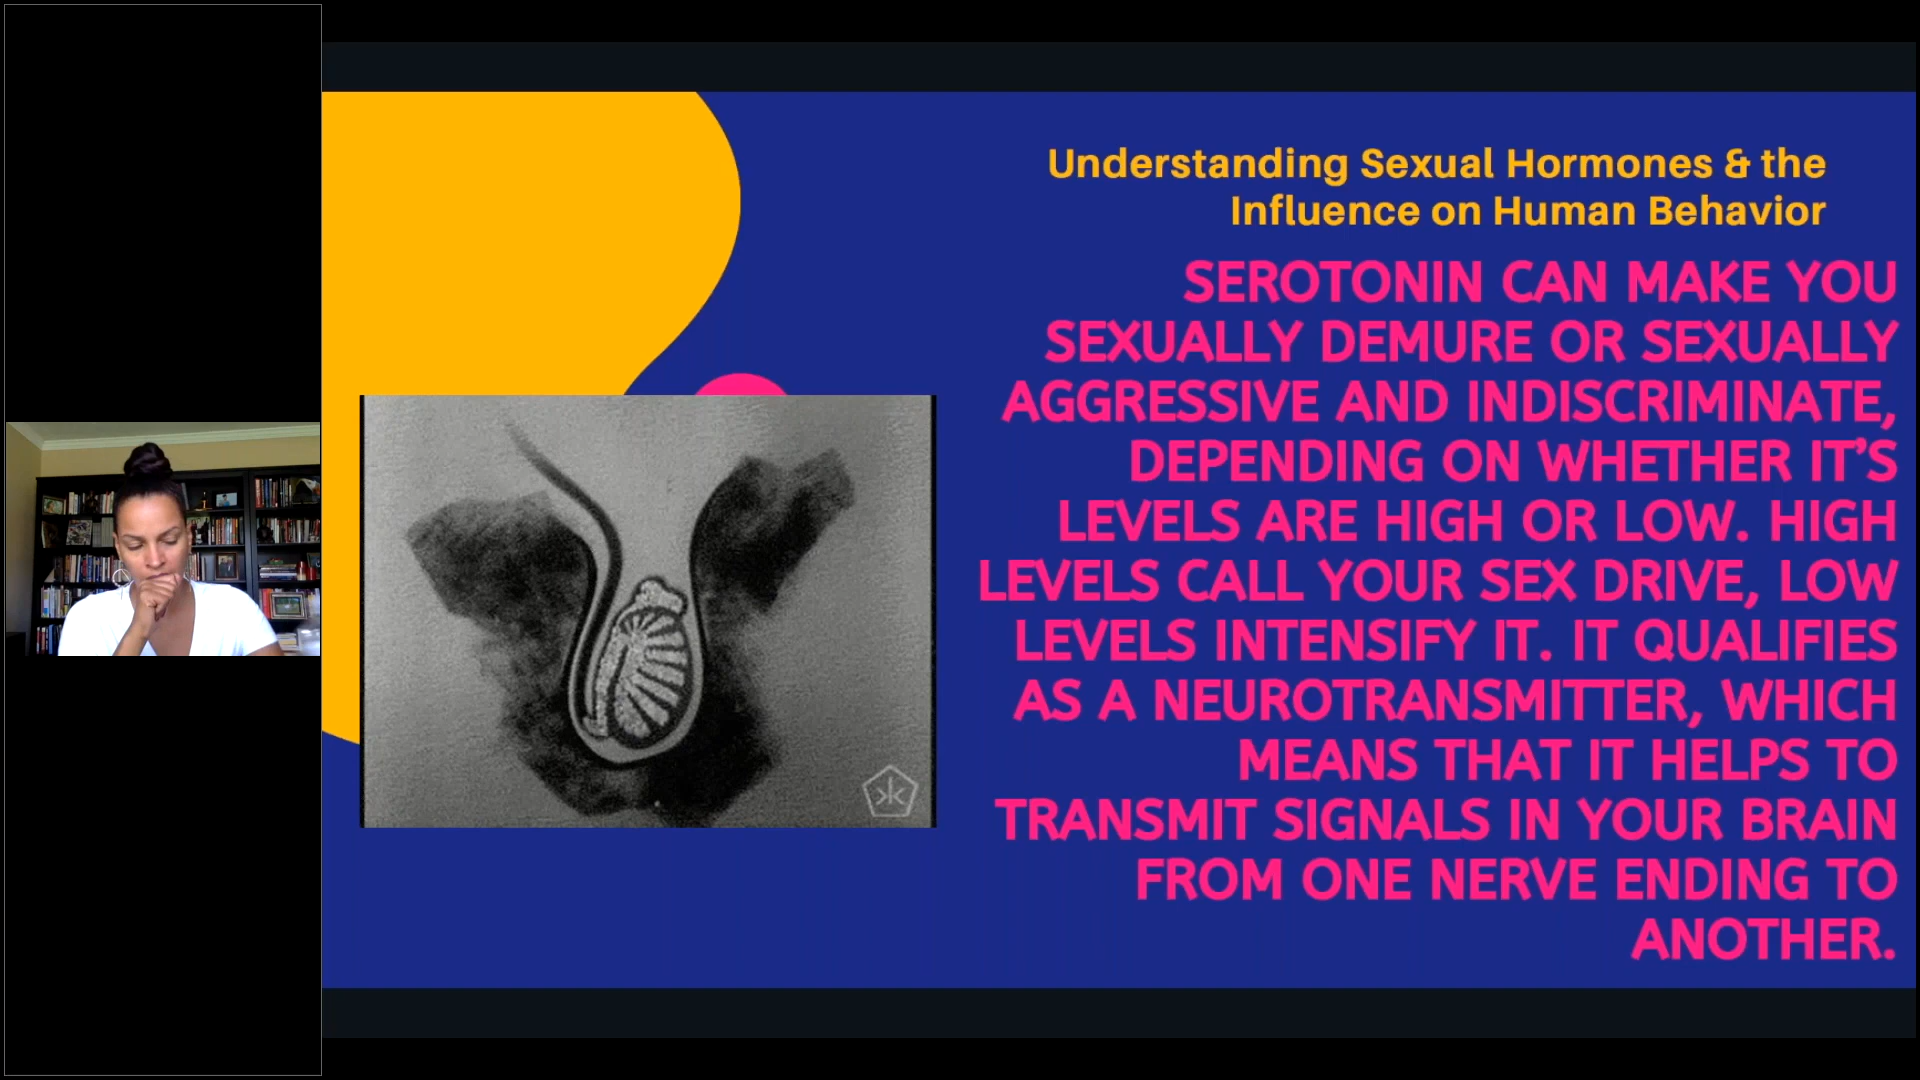 Understanding Sexual Hormones & the
Influence on Human Behavior
SEROTONIN CAN MAKE YOU
SEXUALLY DEMURE OR SEXUALLY
AGGRESSIVE AND INDISCRIMINATE,
DEPENDING ON WHETHER IT'S
LEVELS ARE HIGH OR LOW. HIGH
LEVELS CALL YOUR SEX DRIVE, LOW
LEVELS INTENSIFY IT. IT QUALIFIES
AS A NEUROTRANSMITTER, WHICH
MEANS THAT IT HELPS TO
TRANSMIT SIGNALS IN YOUR BRAIN
FROM ONE NERVE ENDING TO
ANOTHER.